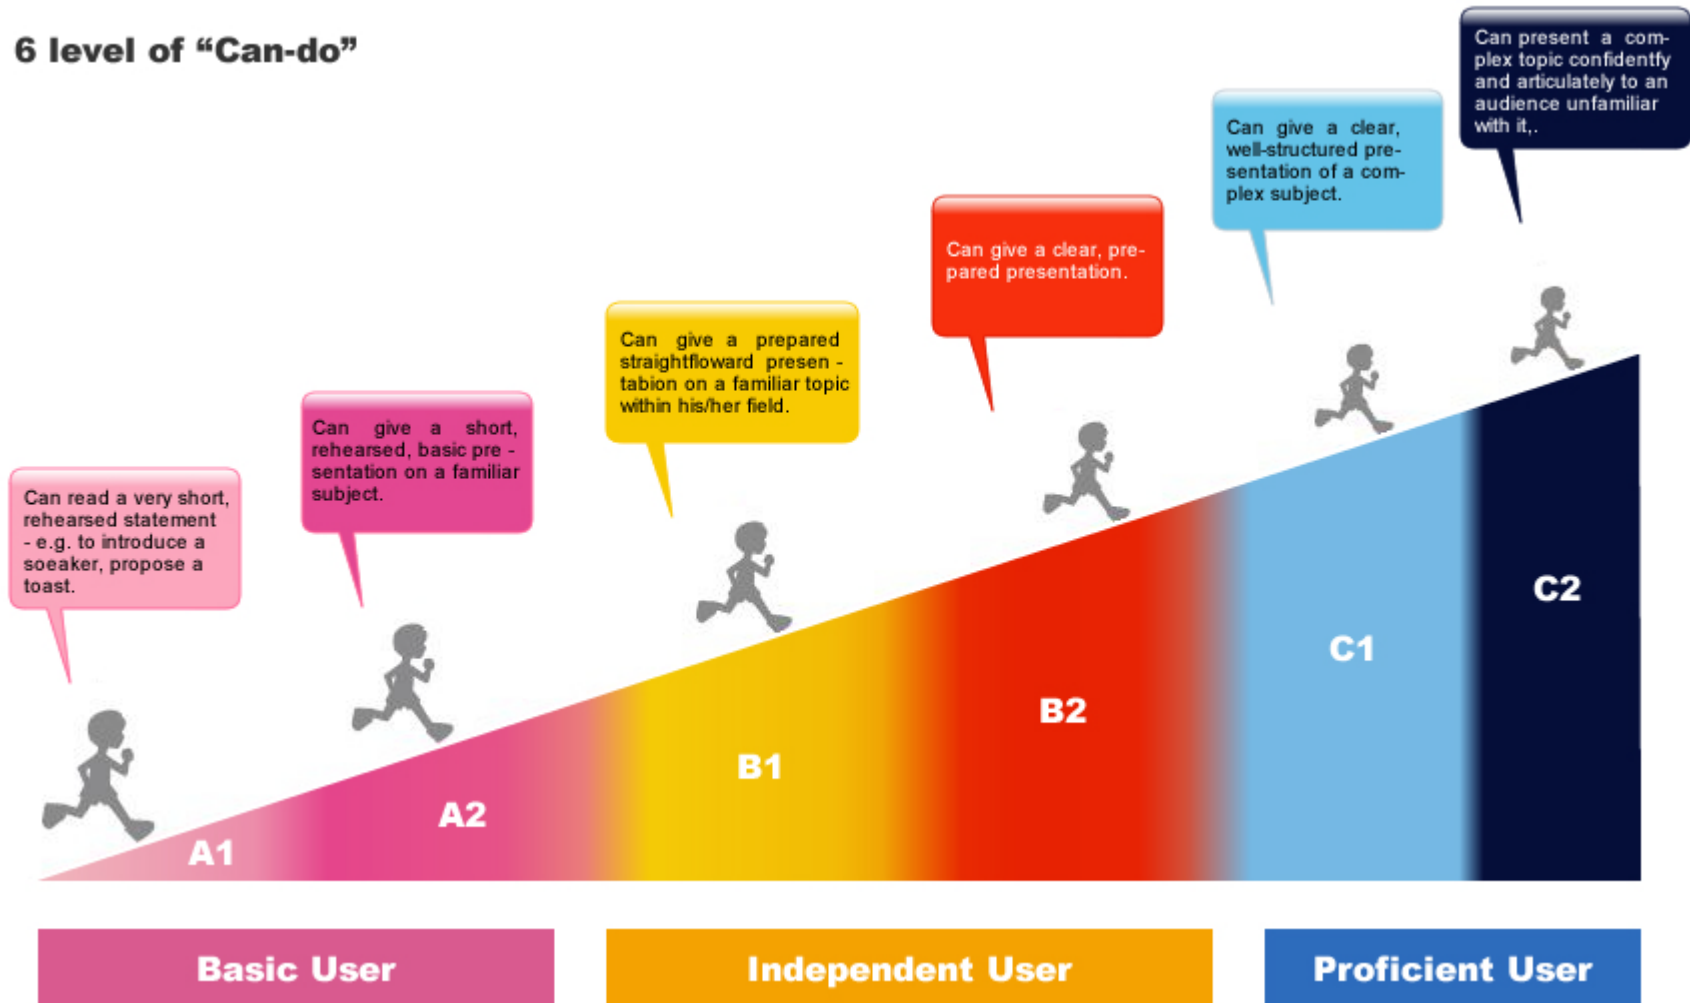 6 level of “Can-do”
Can present a com-
plex topic confidentfy
and articulately to an
audience unfamiliar
with it,.
Can give a clear,
well-structured pre-
sentation of a com-
plex subject.
Can give a clear, pre-
pared presentation.
Can give a prepared
straightfloward presen -
tabion on a familiar topic
within his/her field.
Can give a short,
rehearsed, basic pre -
sentation on a familiar
subject.
Can read a very short,
rehearsed statement
- e.g. to introduce a
soeaker, propose a
toast.
A1
A2
B1
B2
C1
C2
Basic User
Independent User
Proficient User